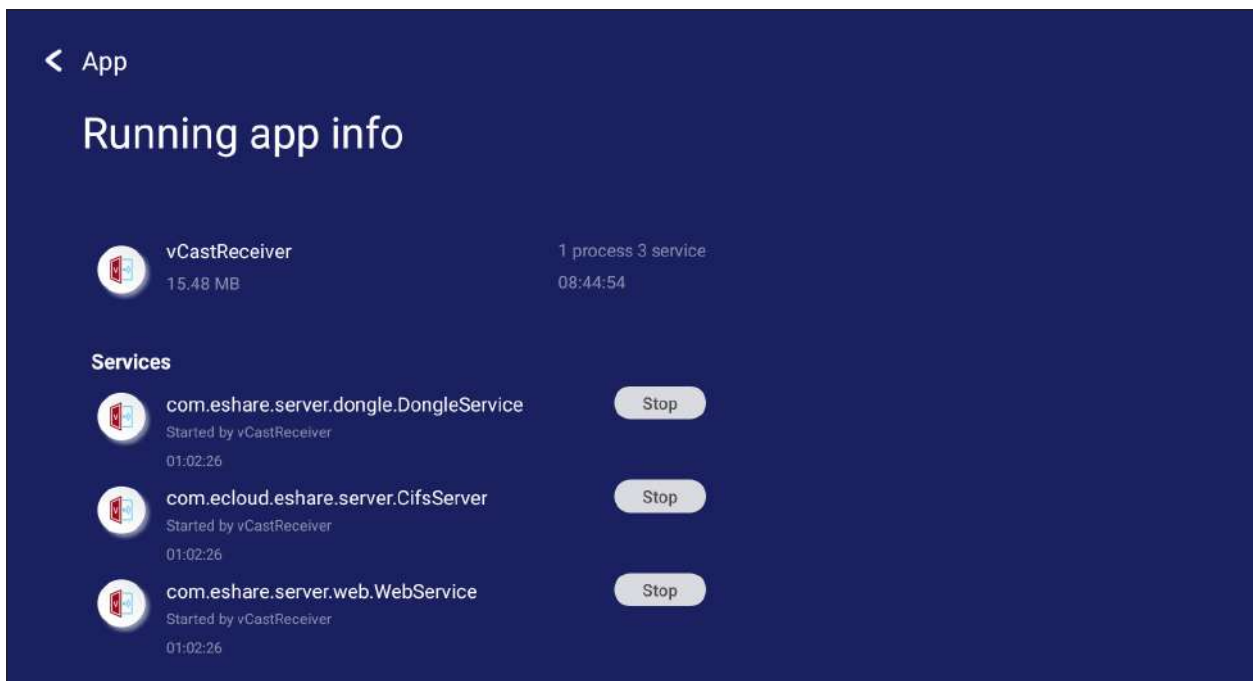 App
Running app info
vCastReceiver
1 process 3 service
15.48 MB
08:44:54
Services
com.eshare.server.dongle.DongleService
Stop
Started by vCastReceiver
01:02:26
com.ecloud.eshare.server.CifsServer
Stop
Started by vCastReceiver
01:02:26
com.eshare.server.web.WebService
Stop
Started by vCastReceiver
01:02:26